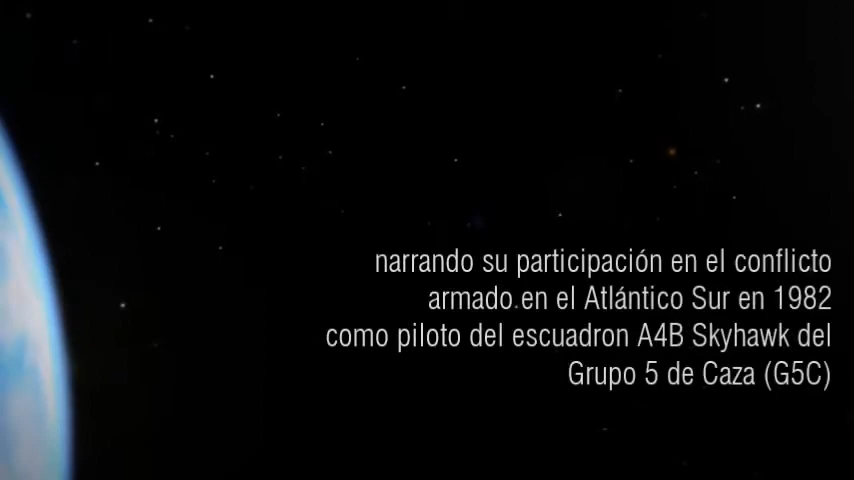 narrando su participación en el conflicto
armado en el Atlántico Sur en 1982
como piloto del escuadron A4B Skyhawk del
Grupo 5 de Caza (G5C)